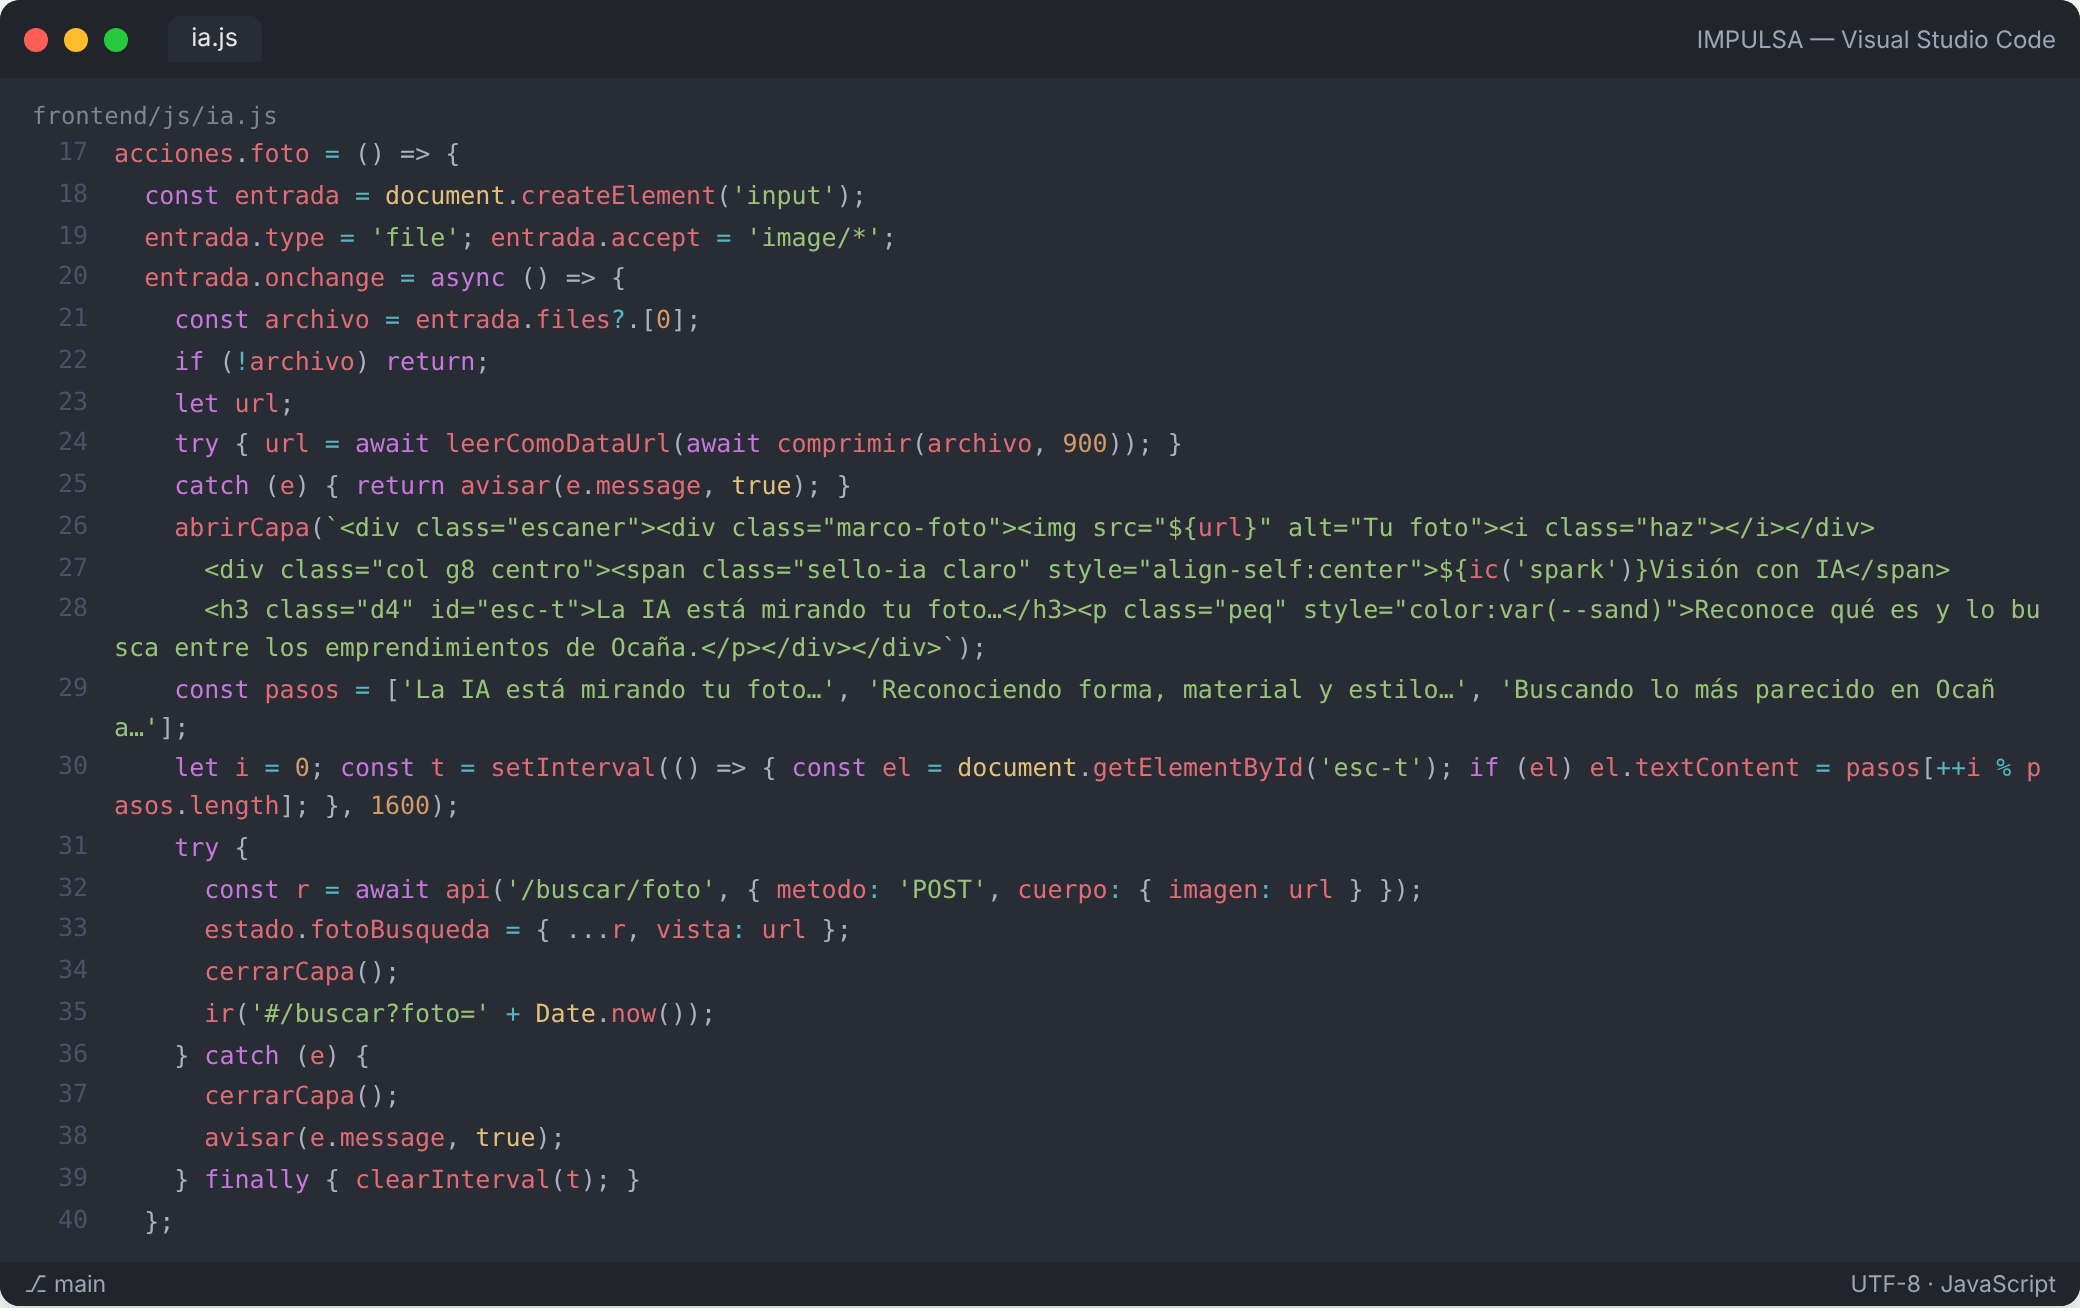 ia.js
IMPULSA — Visual Studio Code
frontend/js/ia.js
17 acciones.foto = () => {
18   const entrada = document.createElement('input');
19   entrada.type = 'file'; entrada.accept = 'image/*';
20   entrada.onchange = async () => {
21     const archivo = entrada.files?.[0];
22     if (!archivo) return;
23     let url;
24     try { url = await leerComoDataUrl(await comprimir(archivo, 900)); }
25     catch (e) { return avisar(e.message, true); }
26     abrirCapa(`<div class="escaner"><div class="marco-foto"><img src="${url}" alt="Tu foto"><i class="haz"></i></div>
27       <div class="col g8 centro"><span class="sello-ia claro" style="align-self:center">${ic('spark')}Visión con IA</span>
28       <h3 class="d4" id="esc-t">La IA está mirando tu foto…</h3><p class="peq" style="color:var(--sand)">Reconoce qué es y lo bu
sca entre los emprendimientos de Ocaña.</p></div></div>`);
29     const pasos = ['La IA está mirando tu foto…', 'Reconociendo forma, material y estilo…', 'Buscando lo más parecido en Ocañ
a…'];
30     let i = 0; const t = setInterval(() => { const el = document.getElementById('esc-t'); if (el) el.textContent = pasos[++i % p
asos.length]; }, 1600);
31     try {
32       const r = await api('/buscar/foto', { metodo: 'POST', cuerpo: { imagen: url } });
33       estado.fotoBusqueda = { ...r, vista: url };
34       cerrarCapa();
35       ir('#/buscar?foto=' + Date.now());
36     } catch (e) {
37       cerrarCapa();
38       avisar(e.message, true);
39     } finally { clearInterval(t); }
40   };
⎇ main
UTF-8 · JavaScript